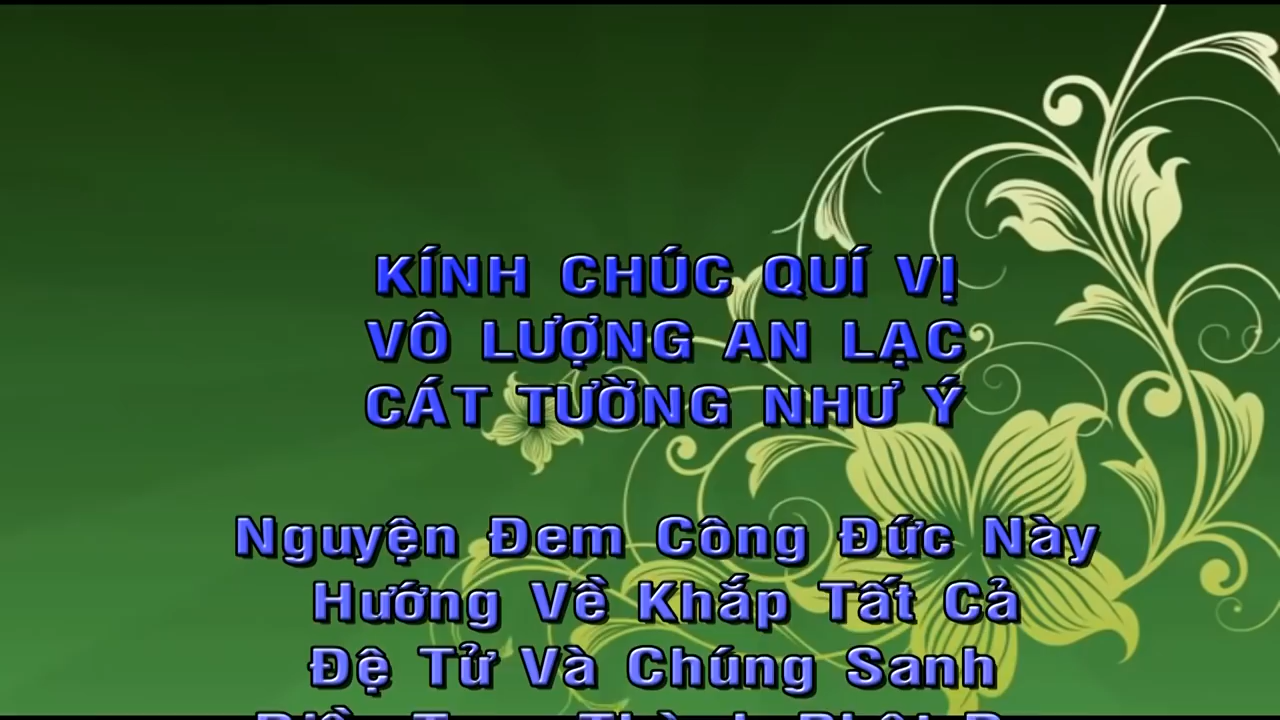 KÍNH CHÚC QUÍ VỊ
VÔ LƯỢNG AN LẠC
CÁT TƯỜNG NHƯ Ý
Nguyện Đem Công Đức Này
Hướng Về Khắp Tất Cả
Đệ Tử Và Chúng Sanh